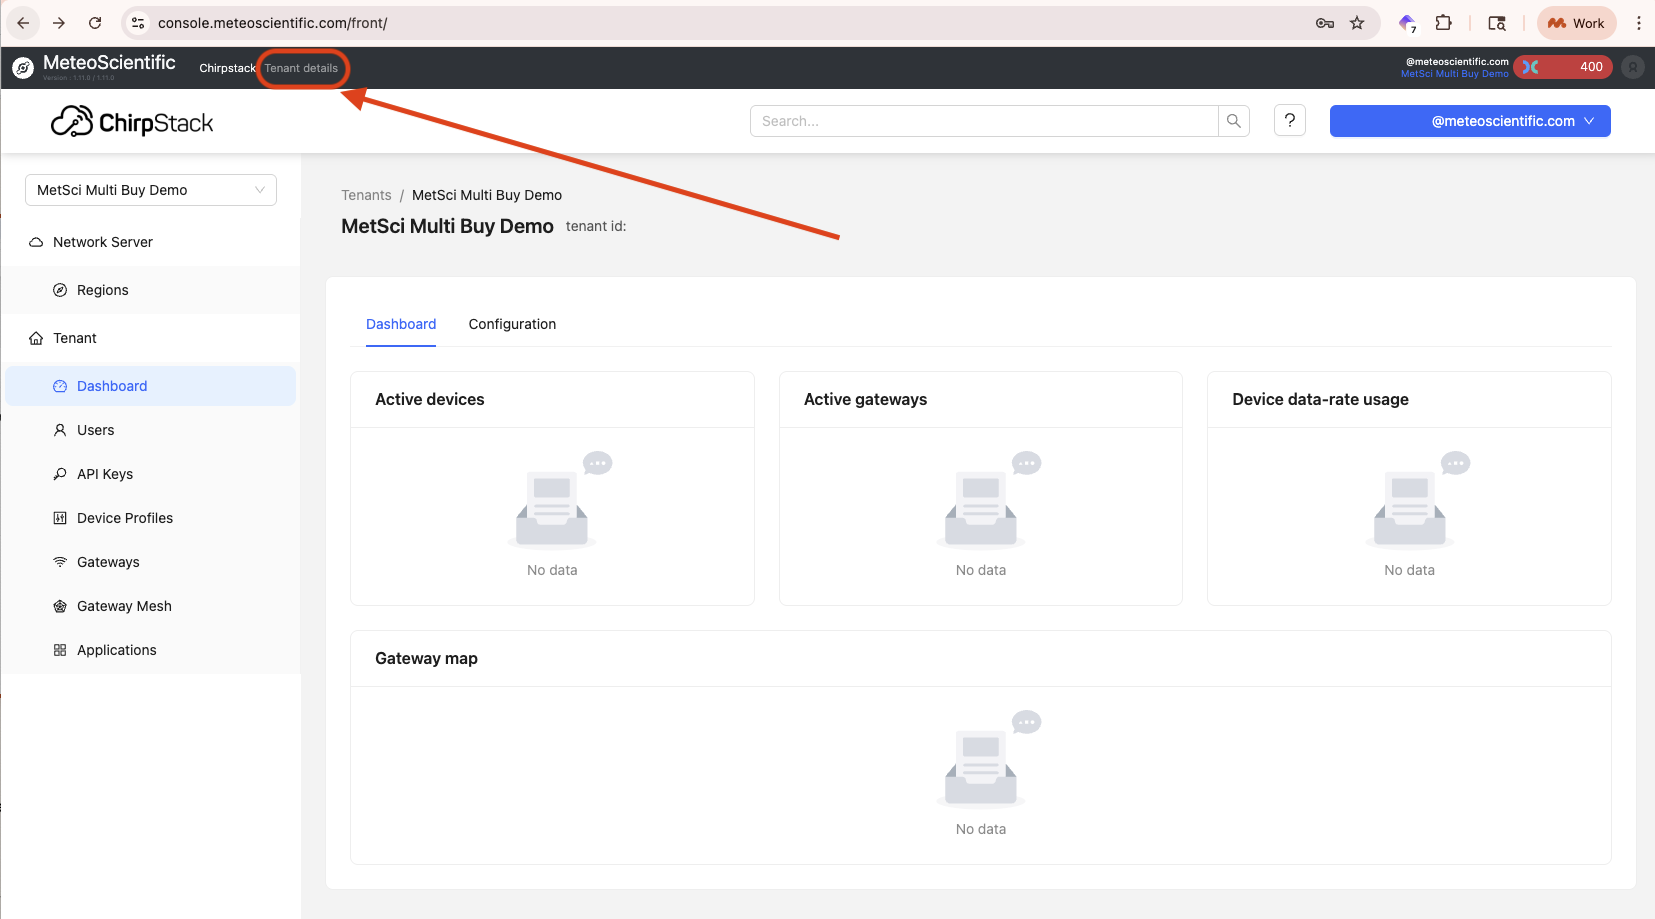 console.meteoscientific.com/front/
7
Work
MeteoScientific
Version : 1.11.0 / 1.11.0
Chirpstack
Tenant details
@meteoscientific.com
MetSci Multi Buy Demo
400
ChirpStack
Search...
?
@meteoscientific.com
MetSci Multi Buy Demo
Network Server
Regions
Tenant
Dashboard
Users
API Keys
Device Profiles
Gateways
Gateway Mesh
Applications
Tenants / MetSci Multi Buy Demo
MetSci Multi Buy Demo tenant id:
Dashboard Configuration
Active devices
No data
Active gateways
No data
Device data-rate usage
No data
Gateway map
No data